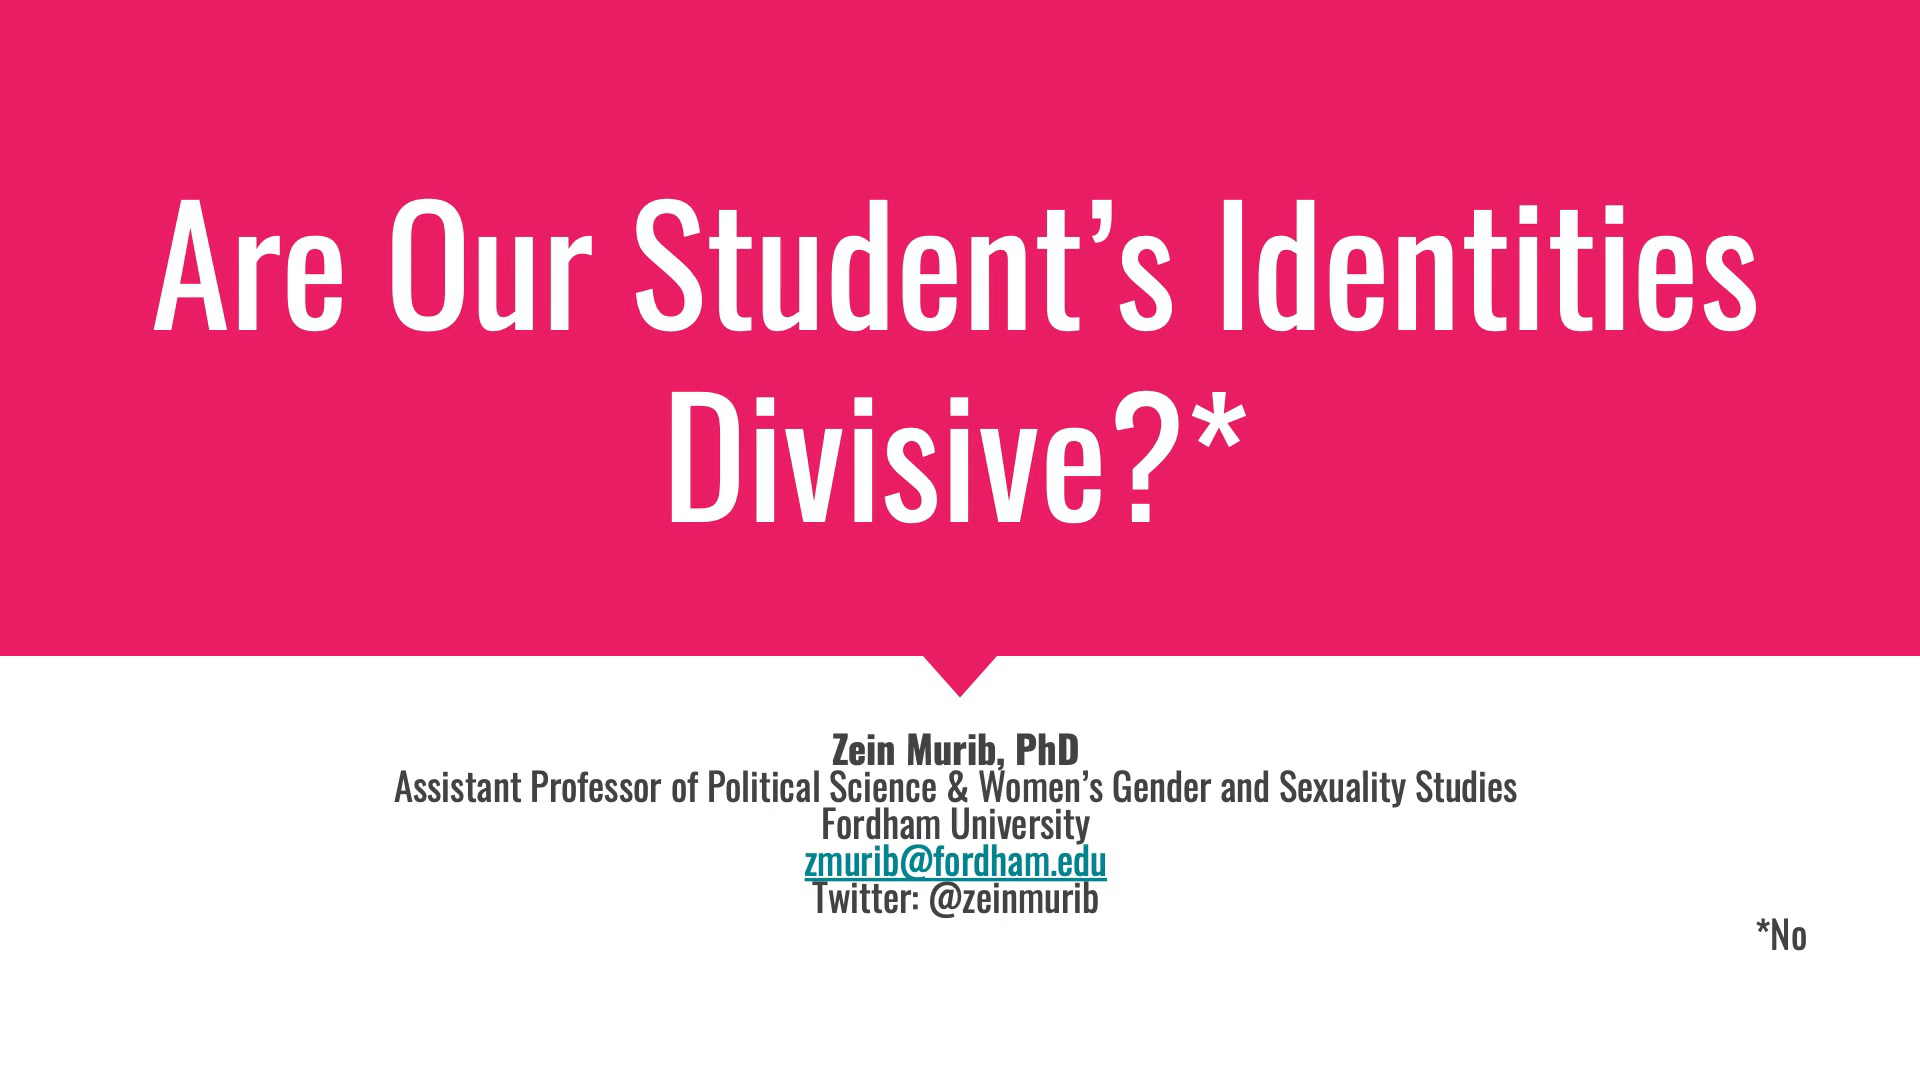 Are Our Student’s Identities
Divisive?*
Zein Murib, PhD
Assistant Professor of Political Science & Women’s Gender and Sexuality Studies
Fordham University
zmurib@fordham.edu
Twitter: @zeinmurib
*No